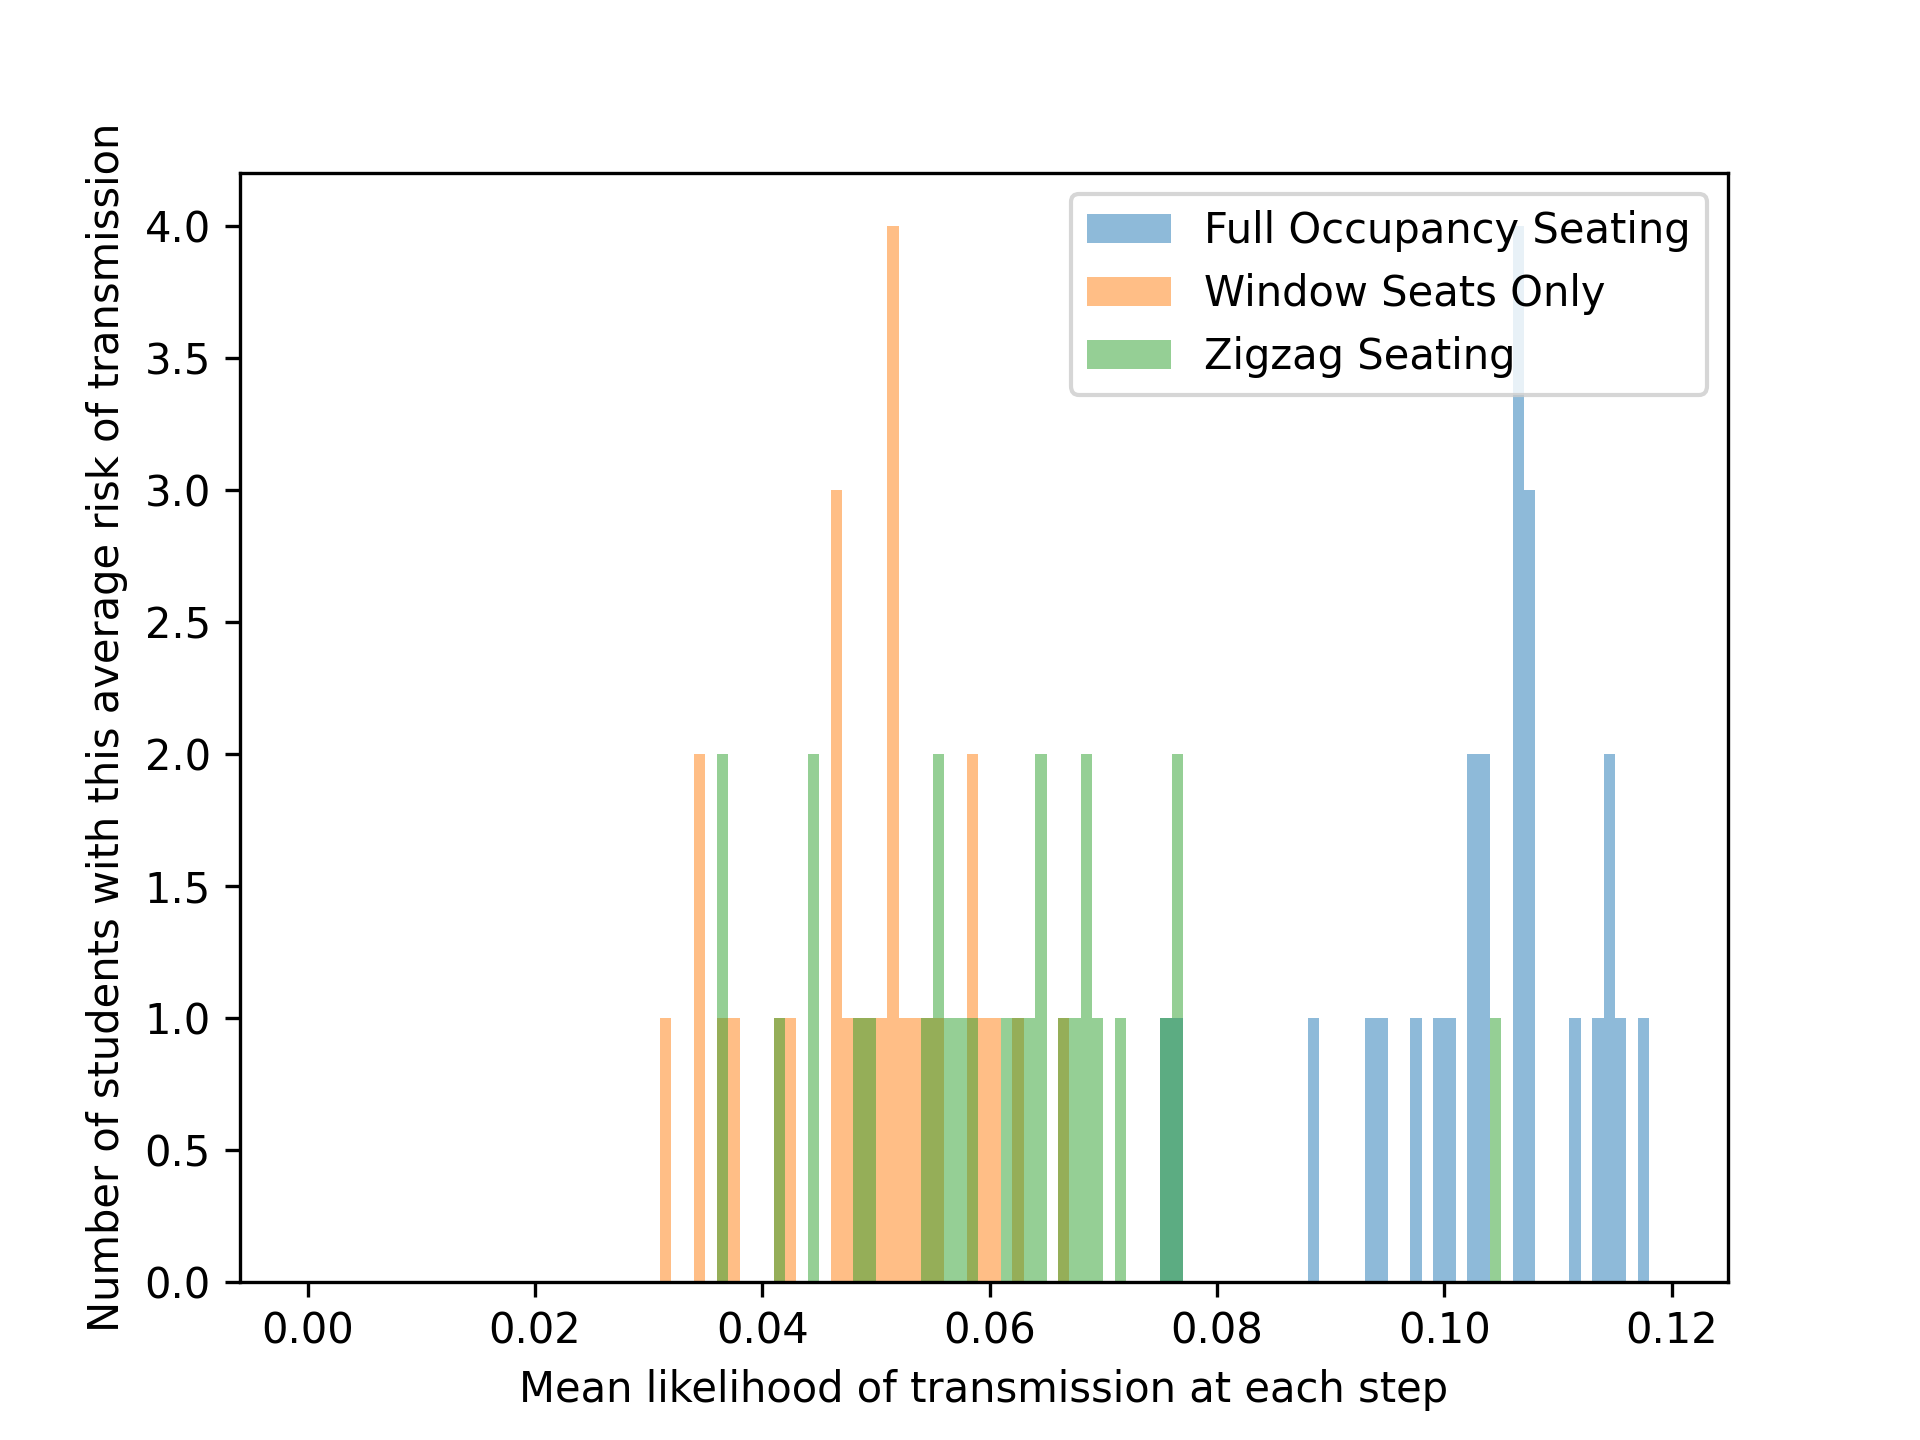 Full Occupancy Seating
Window Seats Only
Zigzag Seating
Number of students with this average risk of transmission
4.0
3.5
3.0
2.5
2.0
1.5
1.0
0.5
0.0
0.00 0.02 0.04 0.06 0.08 0.10 0.12
Mean likelihood of transmission at each step